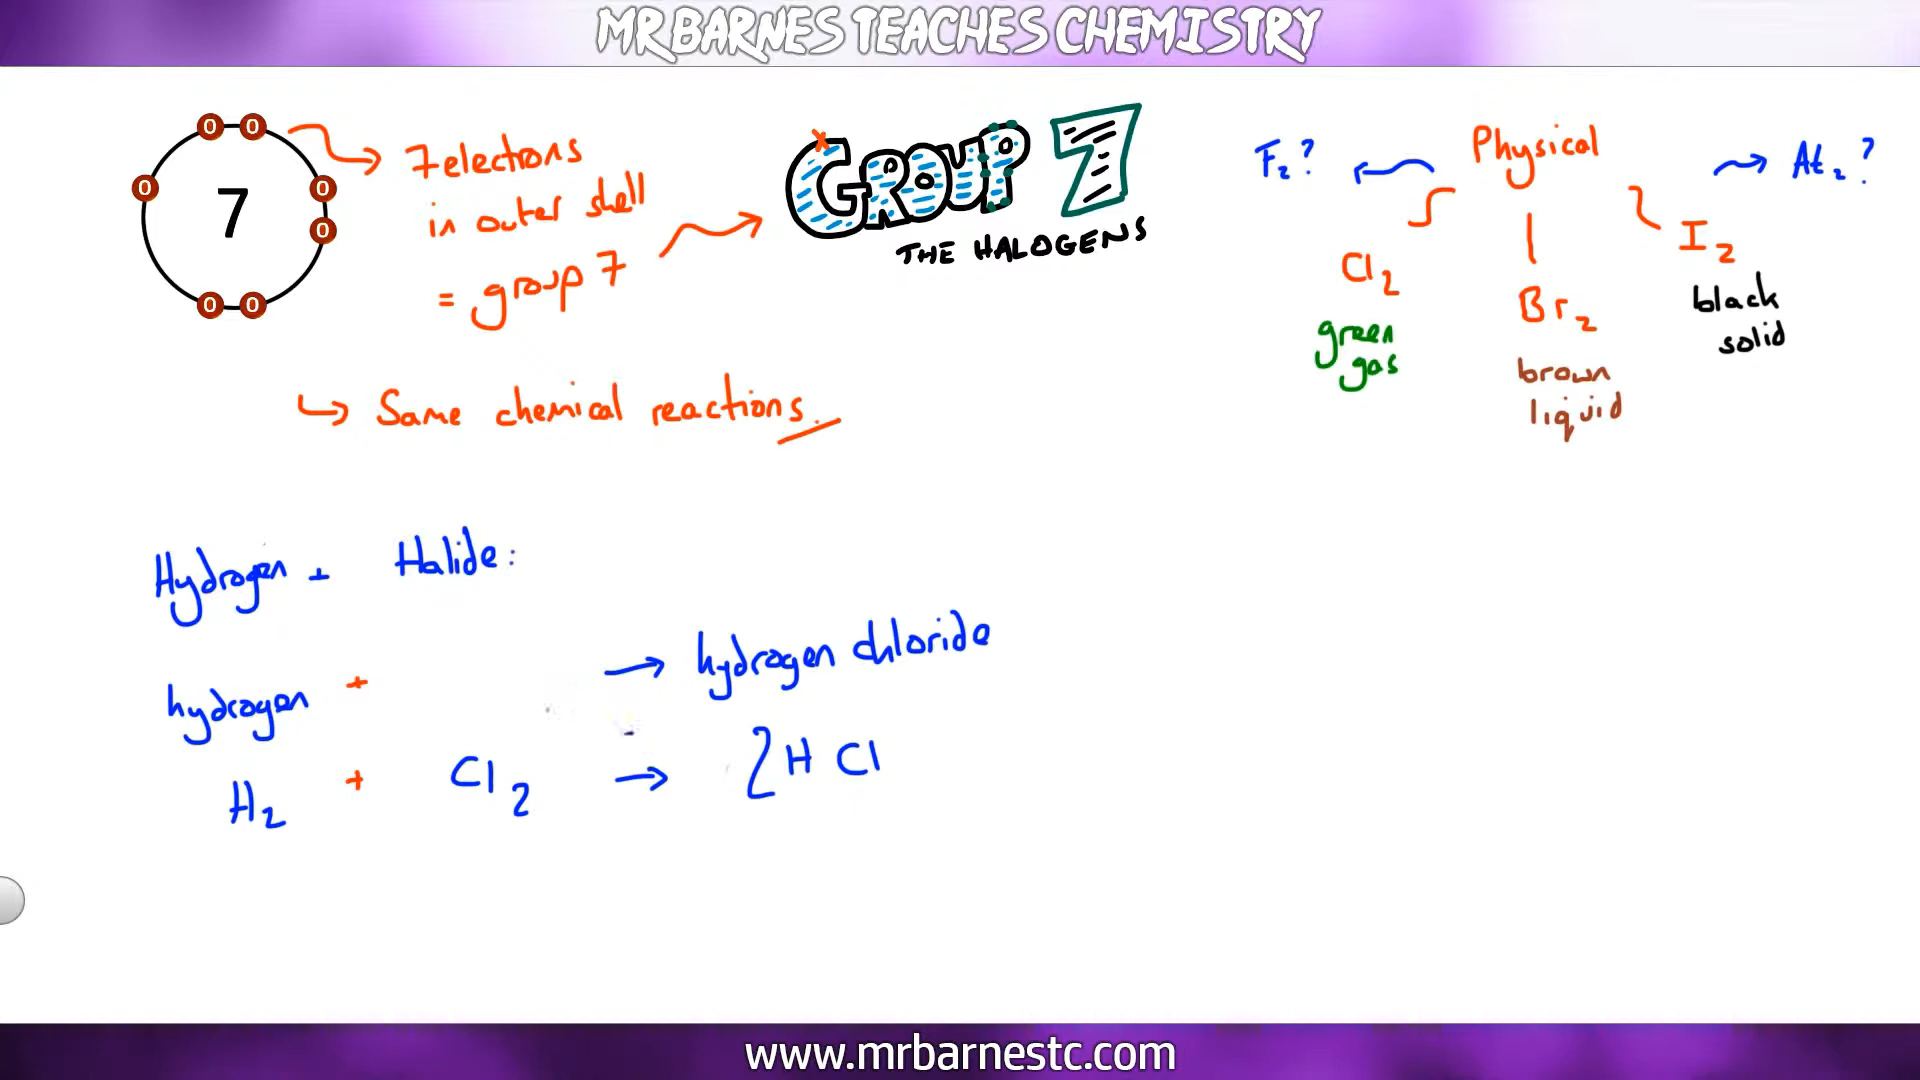 MR BARNES TEACHES CHEMISTRY
7
7 electrons
in outer shell
= group 7
GROUP 7
THE HALOGENS
Same chemical reactions.
Physical
F2?
At2?
Cl2
green
gas
Br2
brown
liquid
I2
black
solid
Hydrogen + Halide:
hydrogen + → hydrogen chloride
H2 + Cl2 → 2HCl
www.mrbarnestc.com